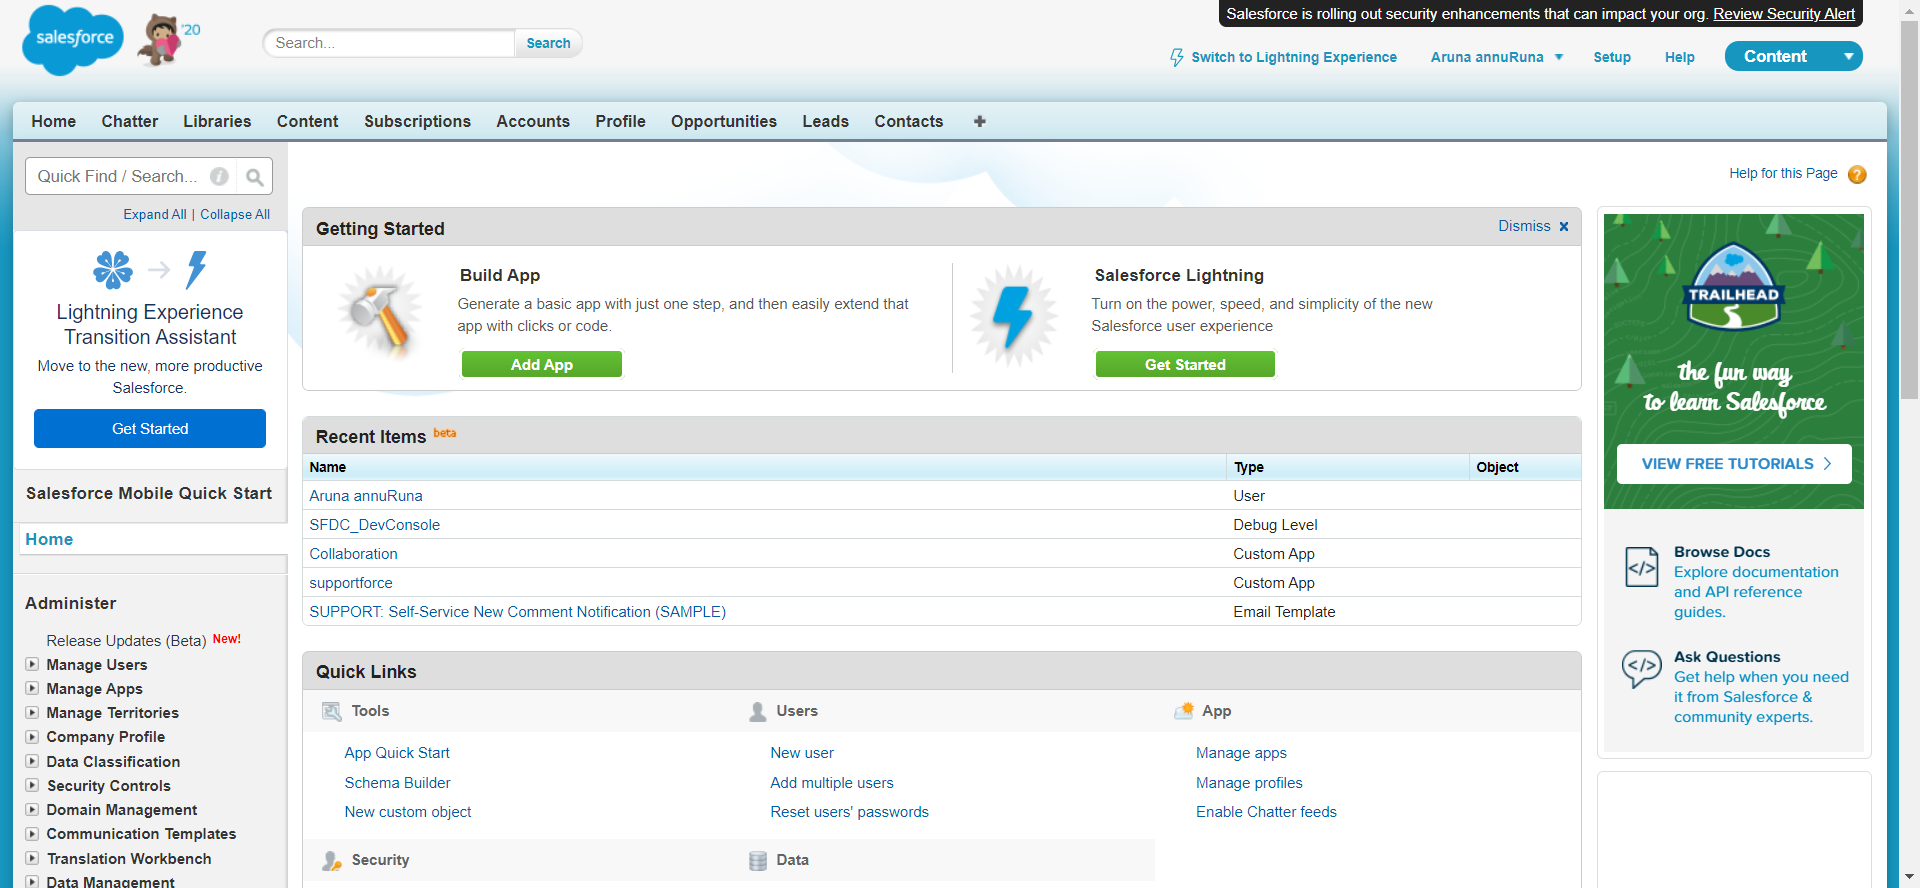 Salesforce is rolling out security enhancements that can impact your org. Review Security Alert
salesforce
'20
Search...
Search
Switch to Lightning Experience
Aruna annuRuna
Setup
Help
Content
Home
Chatter
Libraries
Content
Subscriptions
Accounts
Profile
Opportunities
Leads
Contacts
Quick Find / Search...
Expand All | Collapse All
Lightning Experience
Transition Assistant
Move to the new, more productive
Salesforce.
Get Started
Salesforce Mobile Quick Start
Home
Administer
Release Updates (Beta) New!
Manage Users
Manage Apps
Manage Territories
Company Profile
Data Classification
Security Controls
Domain Management
Communication Templates
Translation Workbench
Data Management
Help for this Page ?
Getting Started
Dismiss x
Build App
Generate a basic app with just one step, and then easily extend that
app with clicks or code.
Add App
Salesforce Lightning
Turn on the power, speed, and simplicity of the new
Salesforce user experience
Get Started
Recent Items beta
Name Type Object
Aruna annuRuna User
SFDC_DevConsole Debug Level
Collaboration Custom App
supportforce Custom App
SUPPORT: Self-Service New Comment Notification (SAMPLE) Email Template
Quick Links
Tools
App Quick Start
Schema Builder
New custom object
Users
New user
Add multiple users
Reset users' passwords
App
Manage apps
Manage profiles
Enable Chatter feeds
Security
Data
TRAILHEAD
the fun way
to learn Salesforce
VIEW FREE TUTORIALS
Browse Docs
Explore documentation
and API reference
guides.
Ask Questions
Get help when you need
it from Salesforce &
community experts.